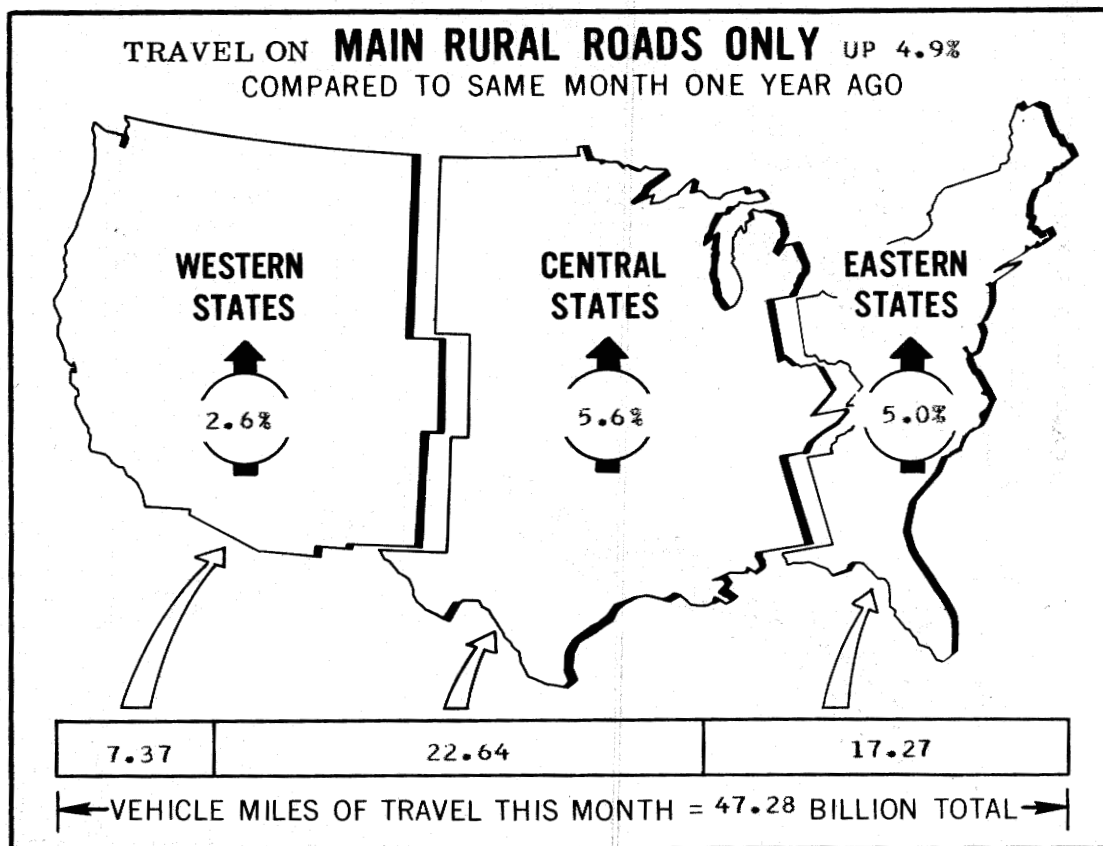 TRAVEL ON MAIN RURAL ROADS ONLY UP 4.9%
COMPARED TO SAME MONTH ONE YEAR AGO
WESTERN
STATES
2.6%
CENTRAL
STATES
5.6%
EASTERN
STATES
5.0%
7.37 22.64 17.27
VEHICLE MILES OF TRAVEL THIS MONTH = 47.28 BILLION TOTAL